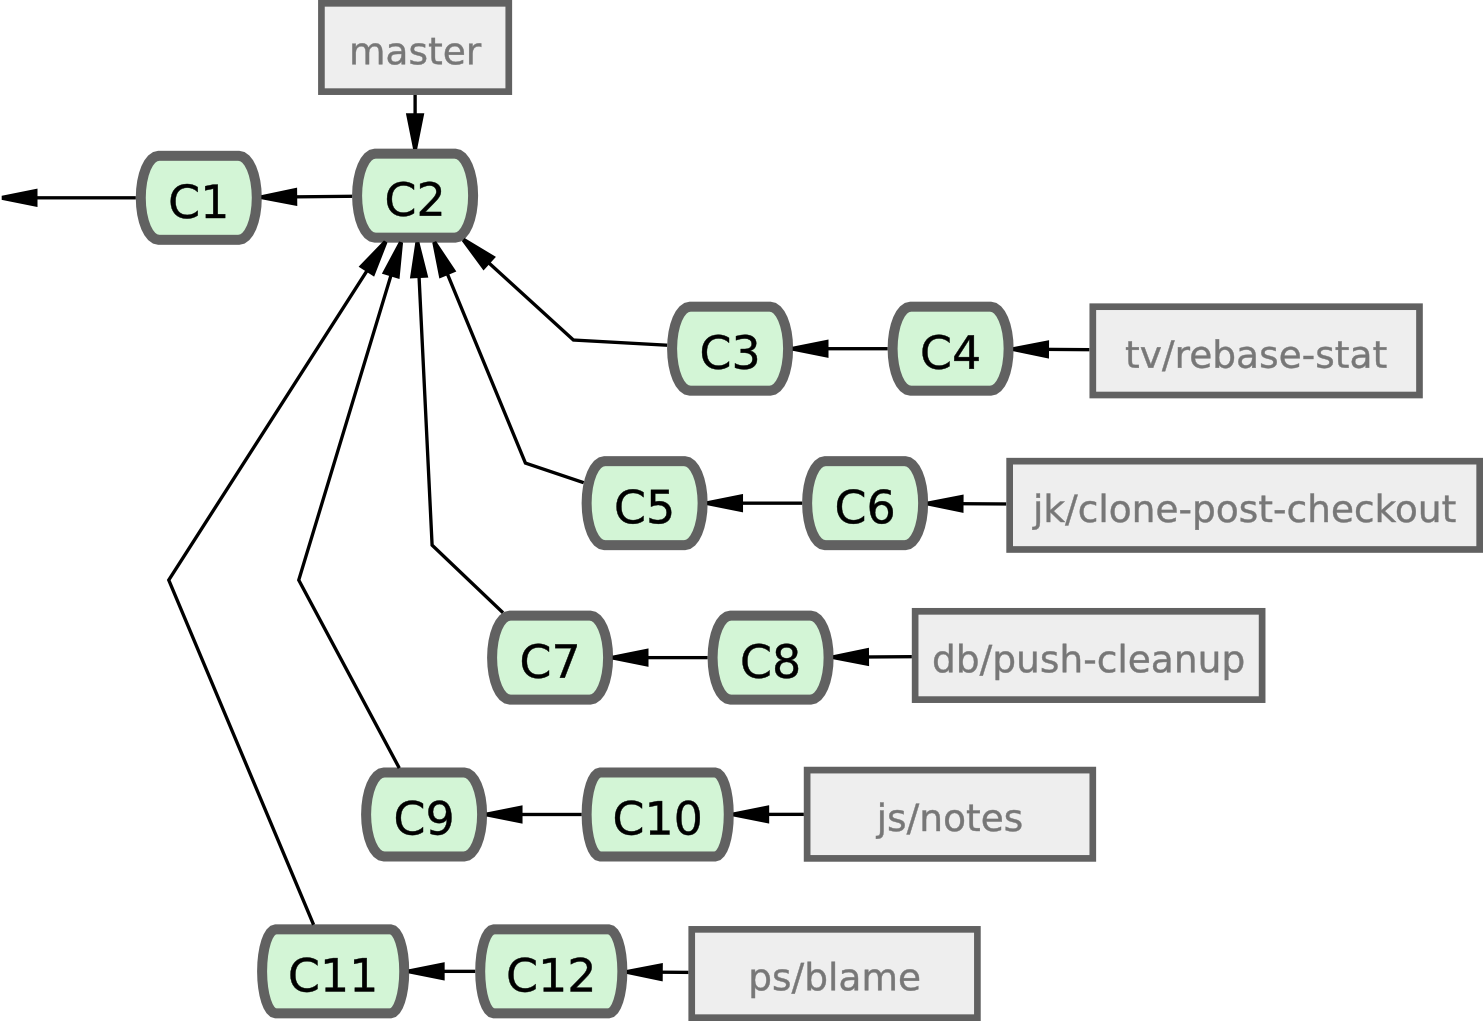 master
C1 C2
C3 C4 tv/rebase-stat
C5 C6 jk/clone-post-checkout
C7 C8 db/push-cleanup
C9 C10 js/notes
C11 C12 ps/blame